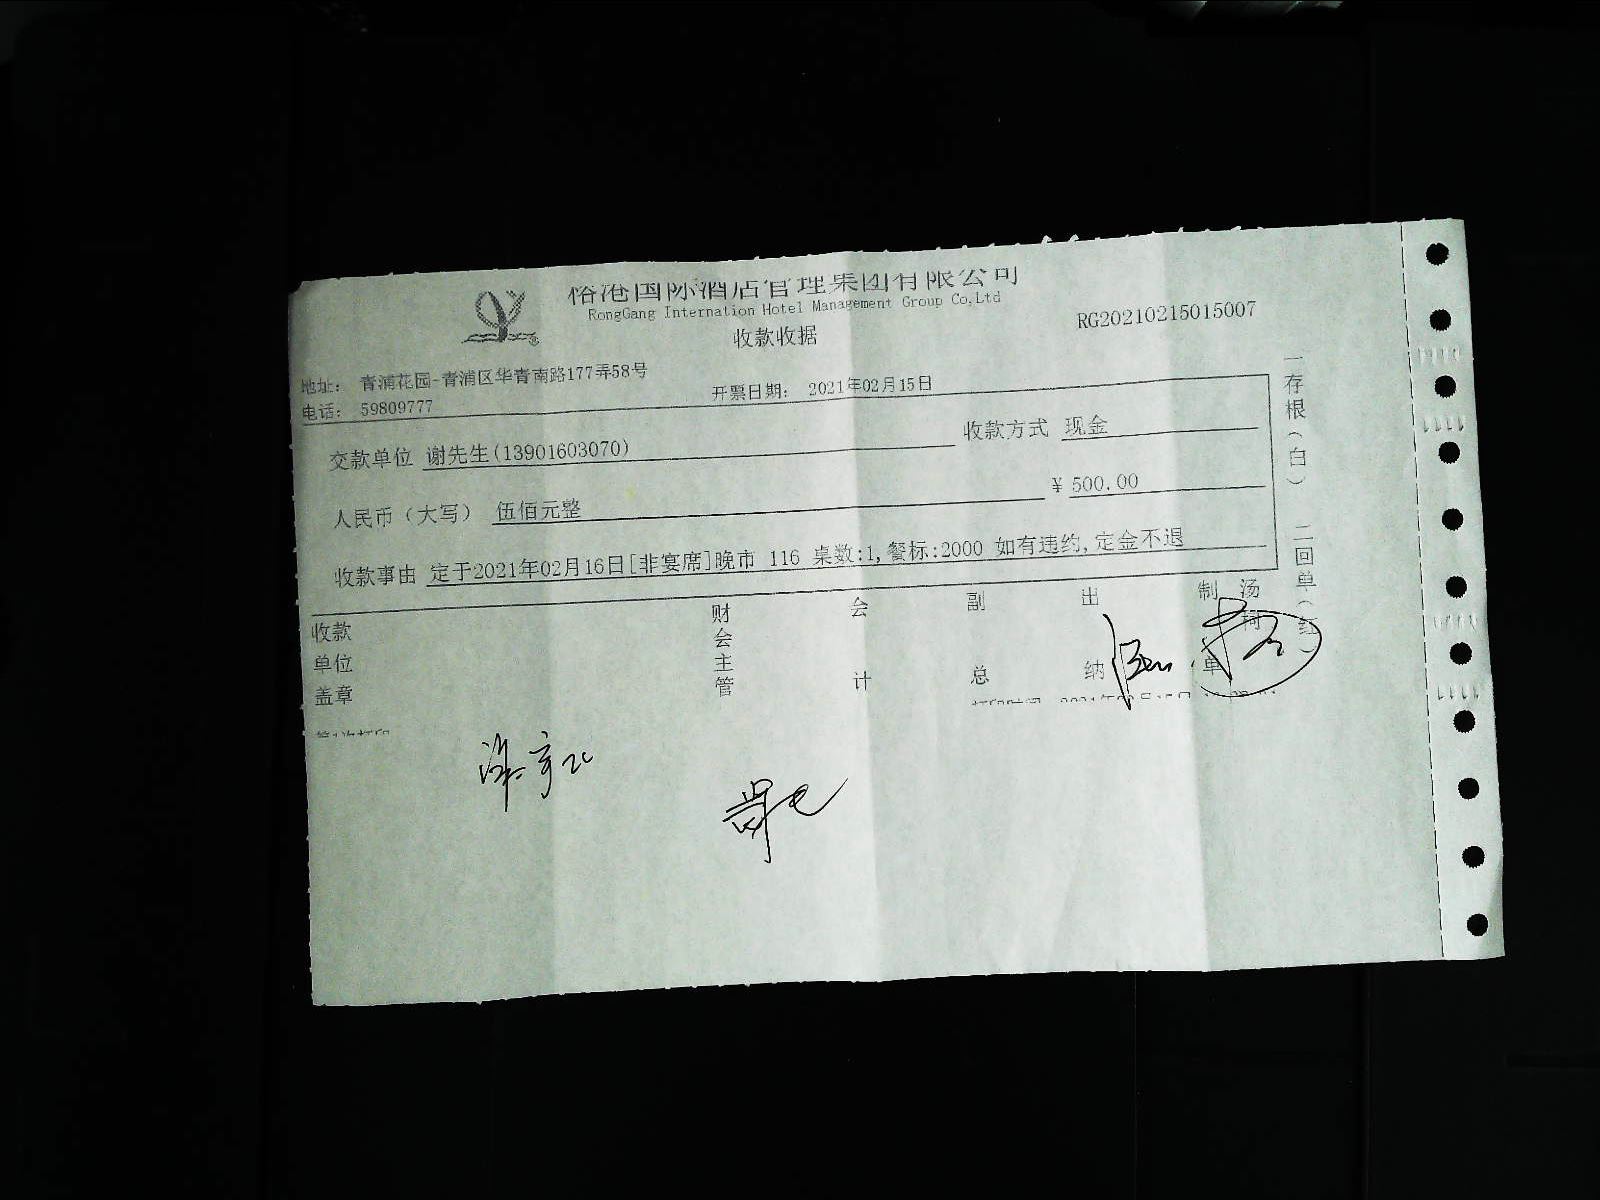 国际酒店管理集团有限公司
RongGang Internation Hotel Management Group Co,Ltd
收款收据
RG20210215015007
地址： 青浦花园-青浦区华青南路177弄58号
电话： 59809777
开票日期： 2021年02月15日
交款单位 谢先生(13901603070)
收款方式 现金
人民币（大写） 伍佰元整
¥ 500.00
收款事由 定于2021年02月16日[非宴席]晚市 116 桌数:1,餐标:2000 如有违约,定金不退
一存根（白） 二回单（红）
收款单位盖章
财会主管
会计
副总
出纳
制单
汤